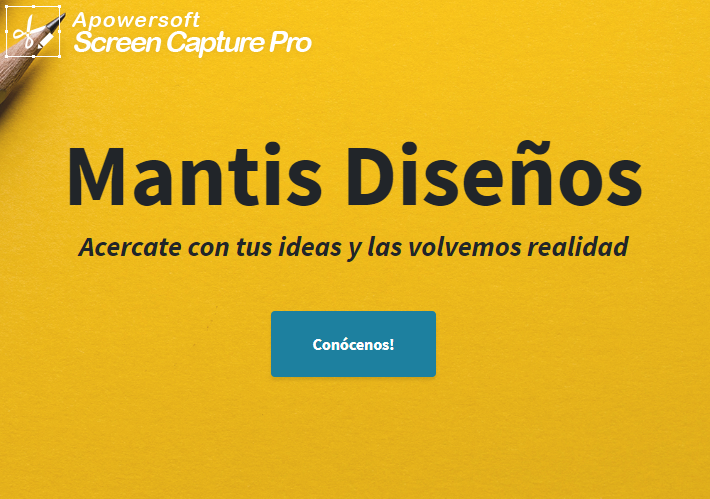 Apowersoft
Screen Capture Pro
Mantis Diseños
Acercate con tus ideas y las volvemos realidad
Conócenos!